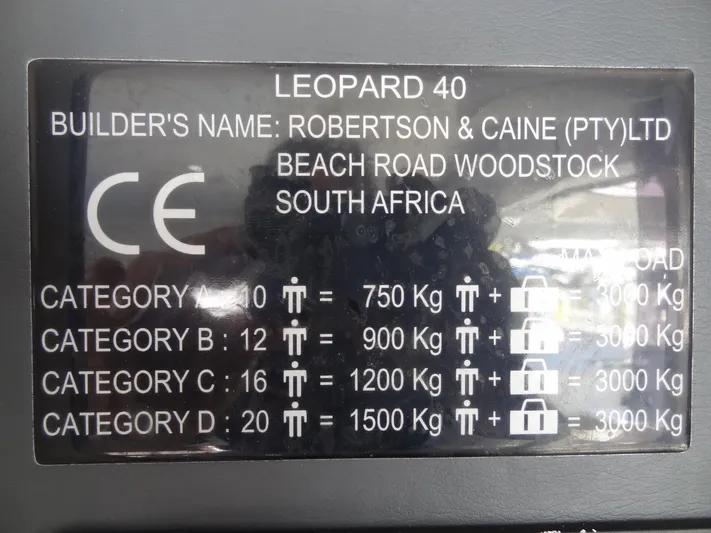 LEOPARD 40
BUILDER'S NAME: ROBERTSON & CAINE (PTY)LTD
BEACH ROAD WOODSTOCK
SOUTH AFRICA
CE
MAX LOAD
CATEGORY A : 10 = 750 Kg + = 3000 Kg
CATEGORY B : 12 = 900 Kg + = 3000 Kg
CATEGORY C : 16 = 1200 Kg + = 3000 Kg
CATEGORY D : 20 = 1500 Kg + = 3000 Kg